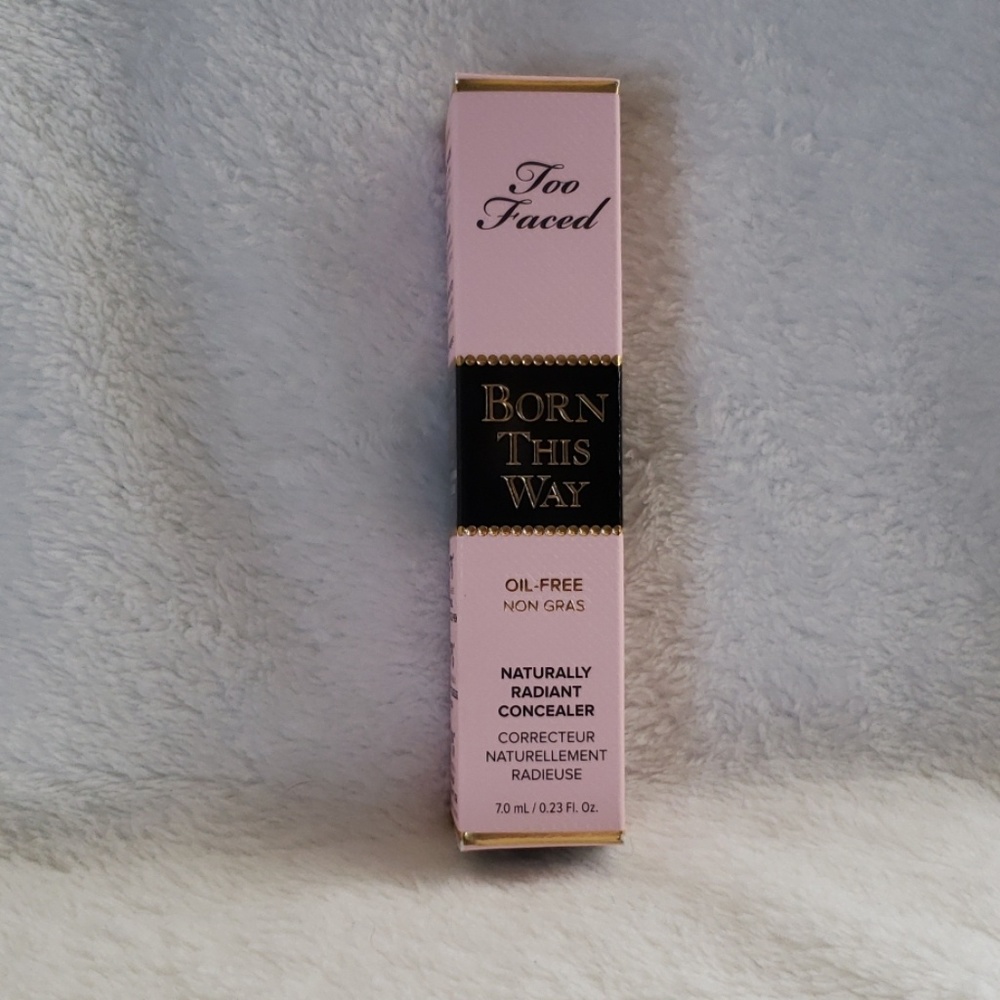 Too
Faced
BORN
THIS
WAY
OIL-FREE
NON GRAS
NATURALLY
RADIANT
CONCEALER
CORRECTEUR
NATURELLEMENT
RADIEUSE
7.0 mL / 0.23 Fl. Oz.